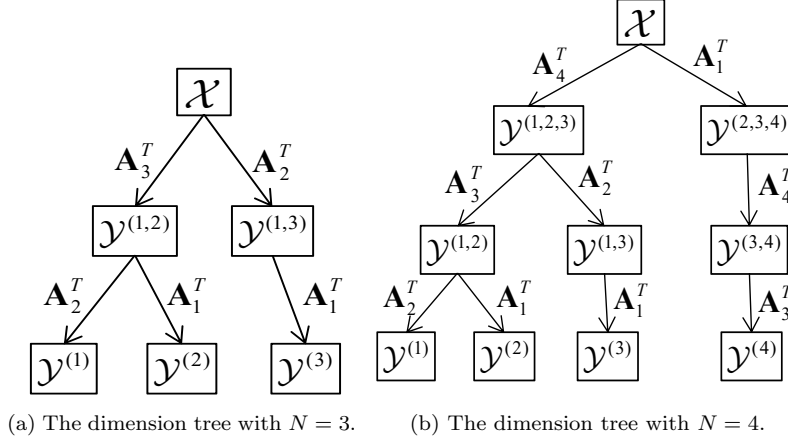 𝒳
𝐀₃ᵀ 𝐀₂ᵀ
𝒴⁽¹,²⁾ 𝒴⁽¹,³⁾
𝐀₂ᵀ 𝐀₁ᵀ 𝐀₁ᵀ
𝒴⁽¹⁾ 𝒴⁽²⁾ 𝒴⁽³⁾
(a) The dimension tree with N = 3.
𝒳
𝐀₄ᵀ 𝐀₁ᵀ
𝒴⁽¹,²,³⁾ 𝒴⁽²,³,⁴⁾
𝐀₃ᵀ 𝐀₂ᵀ 𝐀₄ᵀ
𝒴⁽¹,²⁾ 𝒴⁽¹,³⁾ 𝒴⁽³,⁴⁾
𝐀₂ᵀ 𝐀₁ᵀ 𝐀₁ᵀ 𝐀₃ᵀ
𝒴⁽¹⁾ 𝒴⁽²⁾ 𝒴⁽³⁾ 𝒴⁽⁴⁾
(b) The dimension tree with N = 4.